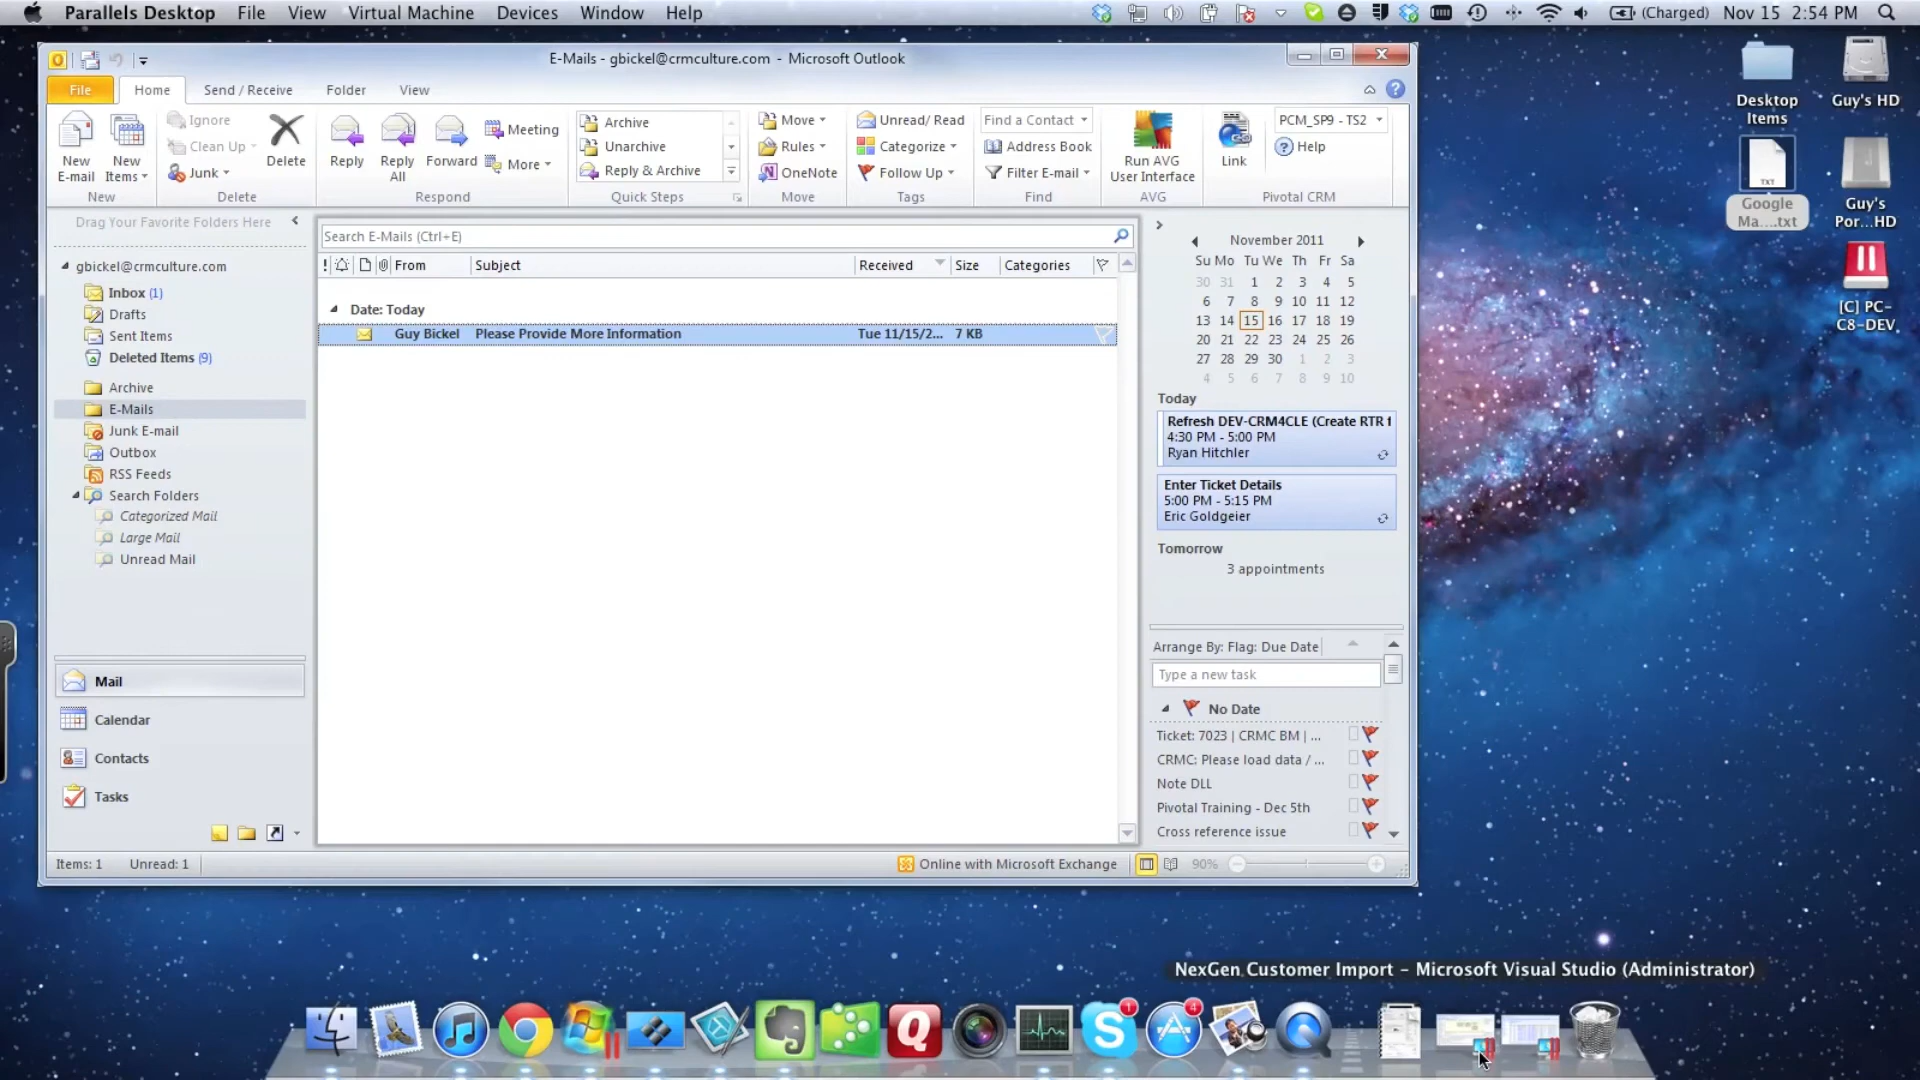 Parallels Desktop File View Virtual Machine Devices Window Help
(Charged) Nov 15 2:54 PM
E-Mails - gbickel@crmculture.com - Microsoft Outlook
File Home Send / Receive Folder View
New E-mail
New Items
New
Ignore
Clean Up
Junk
Delete
Delete
Reply
Reply All
Forward
Meeting
More
Respond
Archive
Unarchive
Reply & Archive
Quick Steps
Move
Rules
OneNote
Move
Unread/ Read
Categorize
Follow Up
Tags
Find a Contact
Address Book
Filter E-mail
Find
Run AVG User Interface
AVG
Link
PCM_SP9 - TS2
Help
Pivotal CRM
Drag Your Favorite Folders Here
gbickel@crmculture.com
Inbox (1)
Drafts
Sent Items
Deleted Items (9)
Archive
E-Mails
Junk E-mail
Outbox
RSS Feeds
Search Folders
Categorized Mail
Large Mail
Unread Mail
Mail
Calendar
Contacts
Tasks
Search E-Mails (Ctrl+E)
! From Subject Received Size Categories
Date: Today
Guy Bickel Please Provide More Information Tue 11/15/2... 7 KB
November 2011
Su Mo Tu We Th Fr Sa
30 31 1 2 3 4 5
6 7 8 9 10 11 12
13 14 15 16 17 18 19
20 21 22 23 24 25 26
27 28 29 30 1 2 3
4 5 6 7 8 9 10
Today
Refresh DEV-CRM4CLE (Create RTR f
4:30 PM - 5:00 PM
Ryan Hitchler
Enter Ticket Details
5:00 PM - 5:15 PM
Eric Goldgeier
Tomorrow
3 appointments
Arrange By: Flag: Due Date
Type a new task
No Date
Ticket: 7023 | CRMC BM | ...
CRMC: Please load data / ...
Note DLL
Pivotal Training - Dec 5th
Cross reference issue
Items: 1 Unread: 1
Online with Microsoft Exchange
90%
Desktop Items
Guy's HD
TXT
Google Ma....txt
Guy's Por...HD
[C] PC-C8-DEV
NexGen Customer Import – Microsoft Visual Studio (Administrator)
1
4